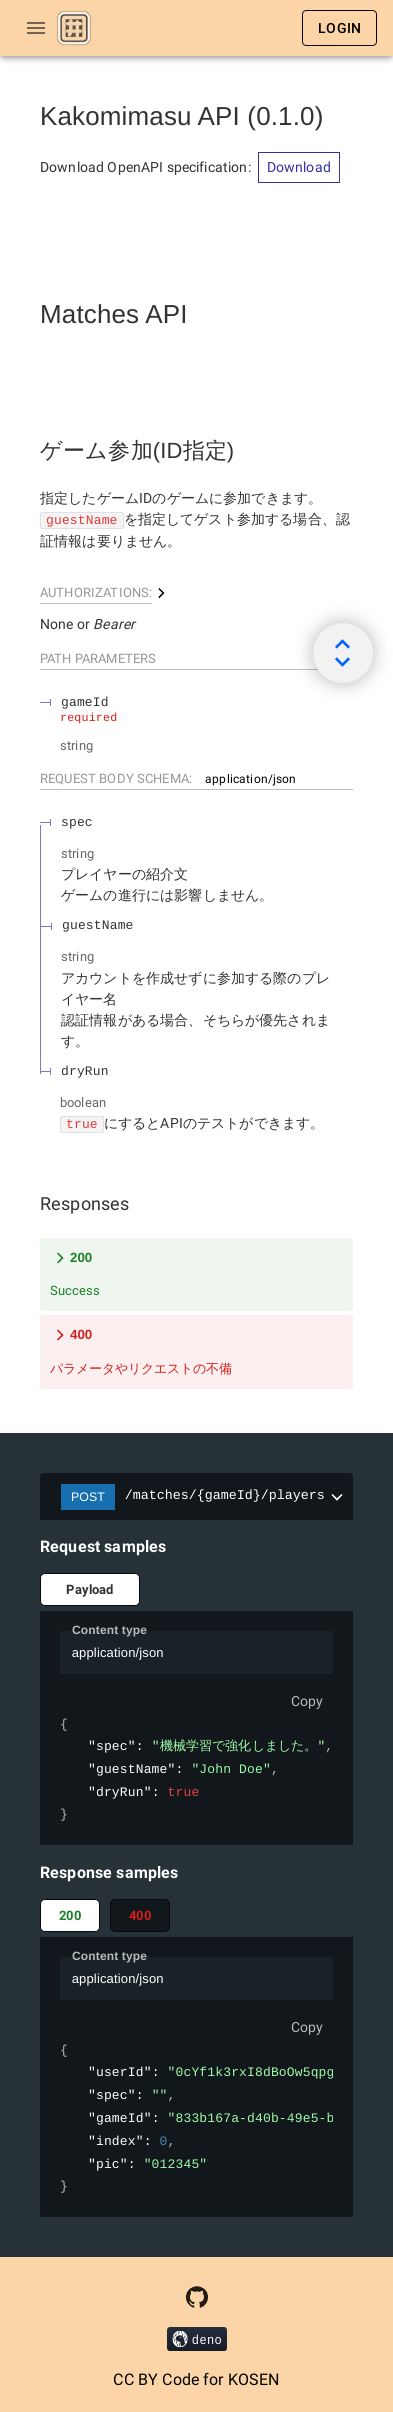 LOGIN
Kakomimasu API (0.1.0)
Download OpenAPI specification: Download
Matches API
ゲーム参加(ID指定)
指定したゲームIDのゲームに参加できます。
guestNameを指定してゲスト参加する場合、認
証情報は要りません。
AUTHORIZATIONS:
None or Bearer
PATH PARAMETERS
gameId
required
string
REQUEST BODY SCHEMA: application/json
spec
string
プレイヤーの紹介文
ゲームの進行には影響しません。
guestName
string
アカウントを作成せずに参加する際のプレ
イヤー名
認証情報がある場合、そちらが優先されま
す。
dryRun
boolean
trueにするとAPIのテストができます。
Responses
200
Success
400
パラメータやリクエストの不備
POST /matches/{gameId}/players
Request samples
Payload
Content type
application/json
Copy
{
"spec": "機械学習で強化しました。",
"guestName": "John Doe",
"dryRun": true
}
Response samples
200 400
Content type
application/json
Copy
{
"userId": "0cYf1k3rxI8dBoOw5qpg
"spec": "",
"gameId": "833b167a-d40b-49e5-b
"index": 0,
"pic": "012345"
}
deno
CC BY Code for KOSEN